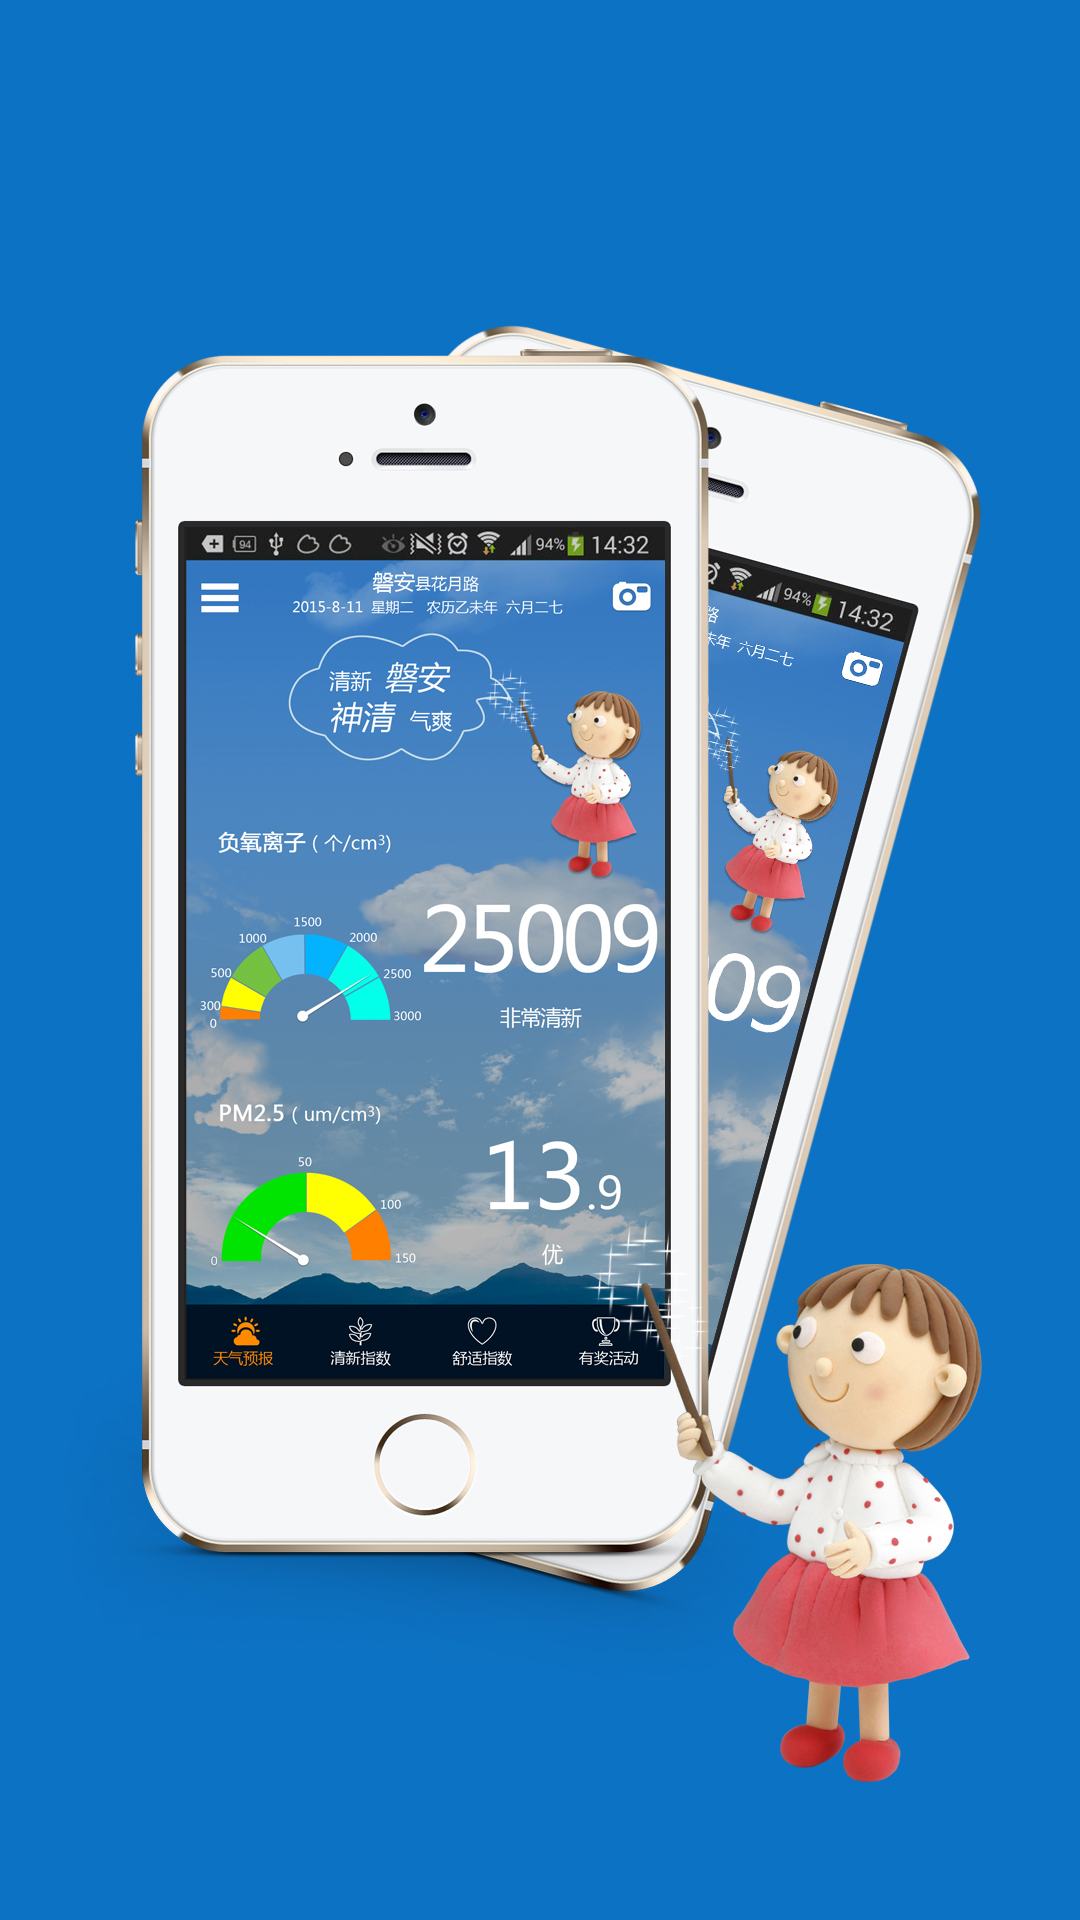 94
94%
14:32
磐安县花月路
2015-8-11 星期二 农历乙未年 六月二七
清新 磐安
神清 气爽
负氧离子 ( 个/cm³)
0
300
500
1000
1500
2000
2500
3000
25009
非常清新
PM2.5 ( um/cm³)
0
50
100
150
13.9
优
天气预报
清新指数
舒适指数
有奖活动
94%
14:32
路
未年 六月二七
09